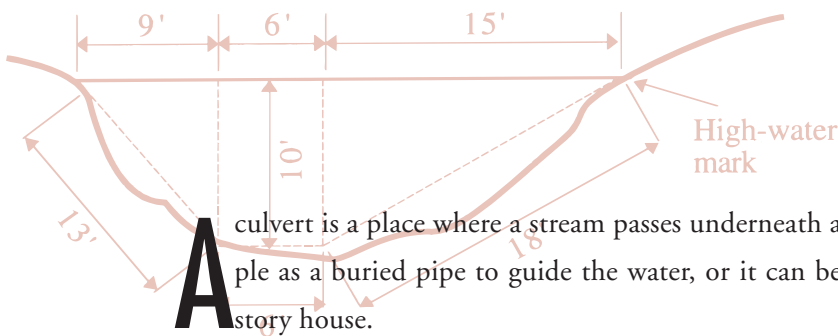 9' 6' 15'
10'
High-water
mark
13'
18'
A culvert is a place where a stream passes underneath a
ple as a buried pipe to guide the water, or it can be
6'
story house.